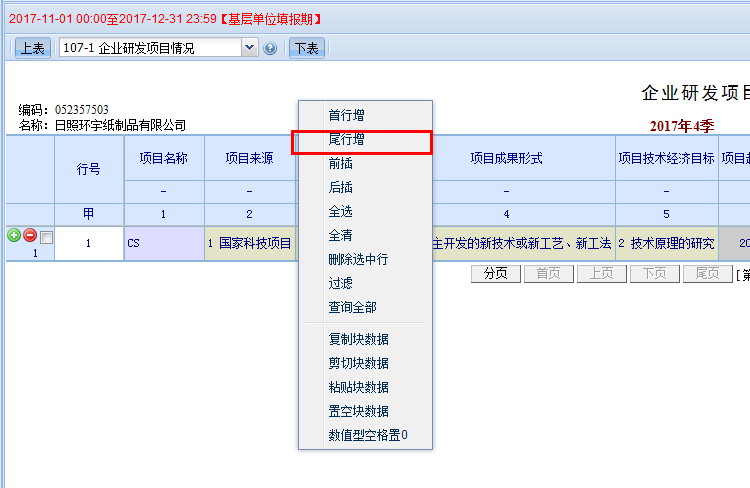 2017-11-01 00:00至2017-12-31 23:59【基层单位填报期】
上表 107-1 企业研发项目情况 下表
企业研发项目
编码：052357503
名称：日照环宇纸制品有限公司
2017年4季
行号 项目名称 项目来源 项目成果形式 项目技术经济目标 项目起
- - - -
甲 1 2 4 5
1 1 CS 1 国家科技项目 主开发的新技术或新工艺、新工法 2 技术原理的研究 20
首行增
尾行增
前插
后插
全选
全清
删除选中行
过滤
查询全部
复制块数据
剪切块数据
粘贴块数据
置空块数据
数值型空格置0
分页 首页 上页 下页 尾页 [第